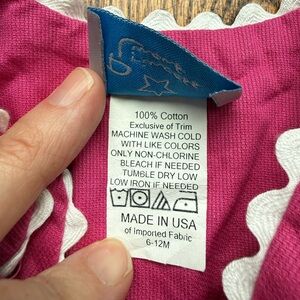 100% Cotton
Exclusive of Trim
MACHINE WASH COLD
WITH LIKE COLORS
ONLY NON-CHLORINE
BLEACH IF NEEDED
TUMBLE DRY LOW
LOW IRON IF NEEDED
MADE IN USA
of Imported Fabric
6-12M